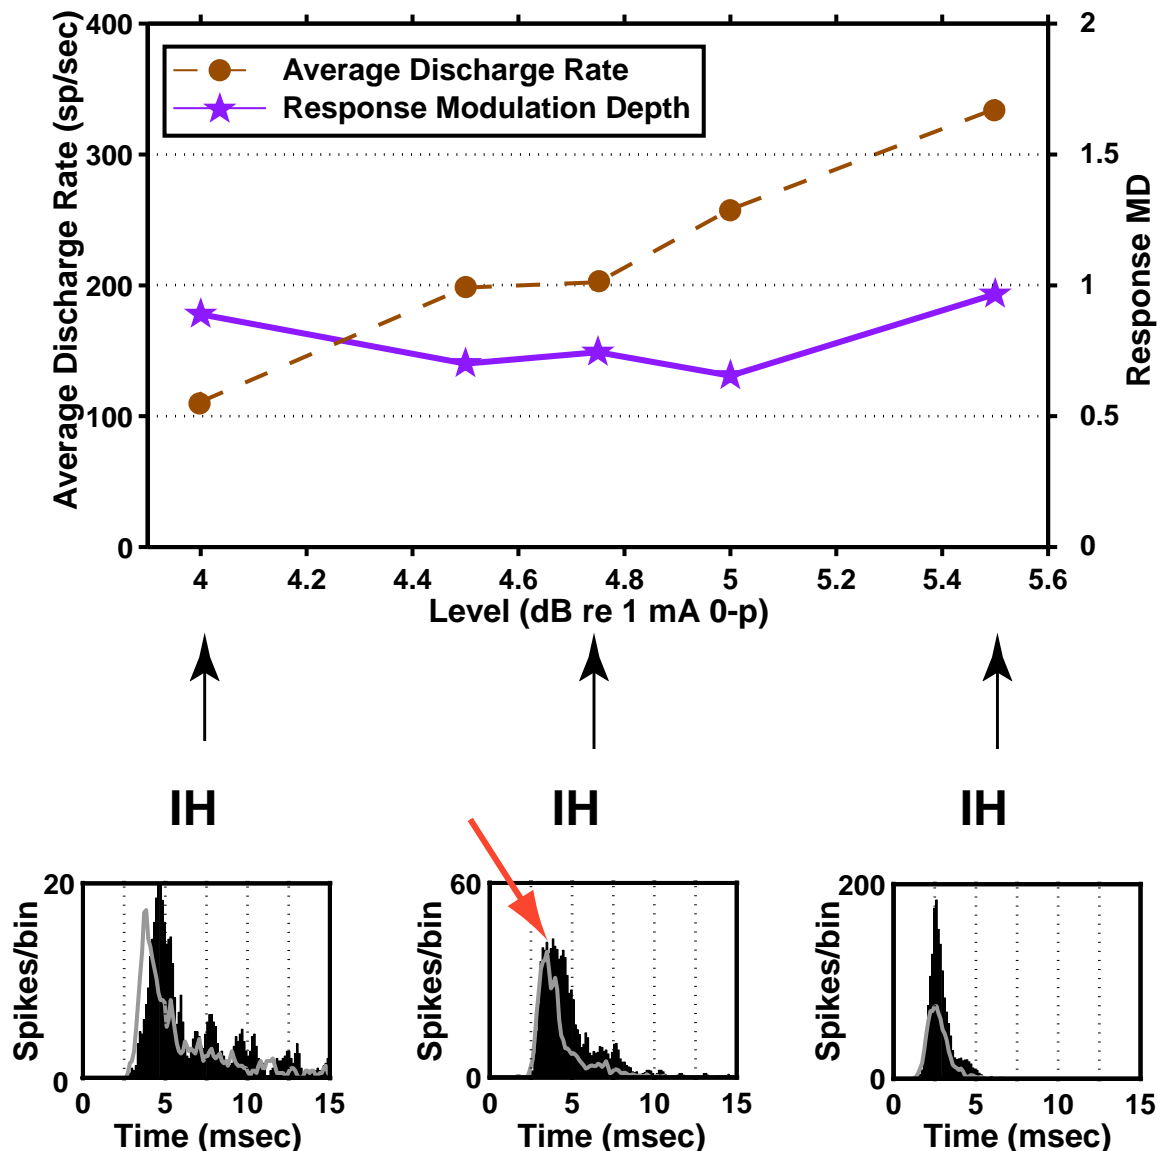 400
300
200
100
0
Average Discharge Rate (sp/sec)
Average Discharge Rate
Response Modulation Depth
2
1.5
1
0.5
0
Response MD
4 4.2 4.4 4.6 4.8 5 5.2 5.4 5.6
Level (dB re 1 mA 0-p)
IH IH IH
20
0
Spikes/bin
0 5 10 15
Time (msec)
60
0
Spikes/bin
0 5 10 15
Time (msec)
200
0
Spikes/bin
0 5 10 15
Time (msec)